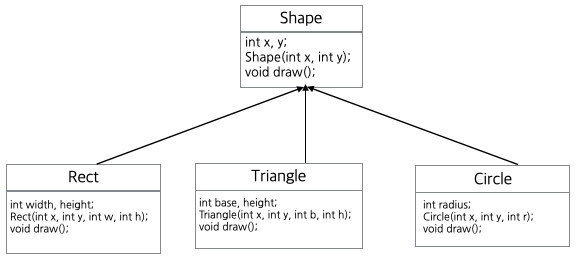 Shape
int x, y;
Shape(int x, int y);
void draw();
Rect
int width, height;
Rect(int x, int y, int w, int h);
void draw();
Triangle
int base, height;
Triangle(int x, int y, int b, int h);
void draw();
Circle
int radius;
Circle(int x, int y, int r);
void draw();